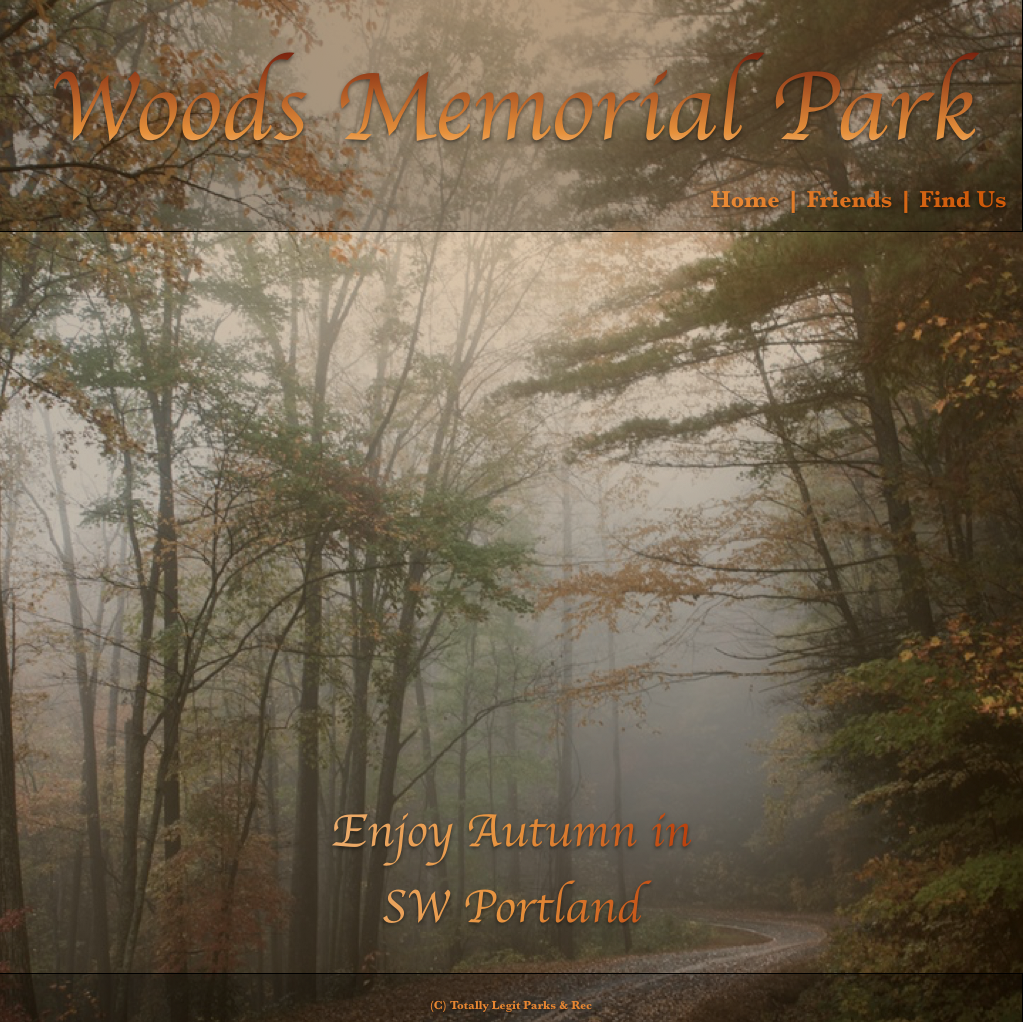 Woods Memorial Park
Home | Friends | Find Us
Enjoy Autumn in
SW Portland
(C) Totally Legit Parks & Rec